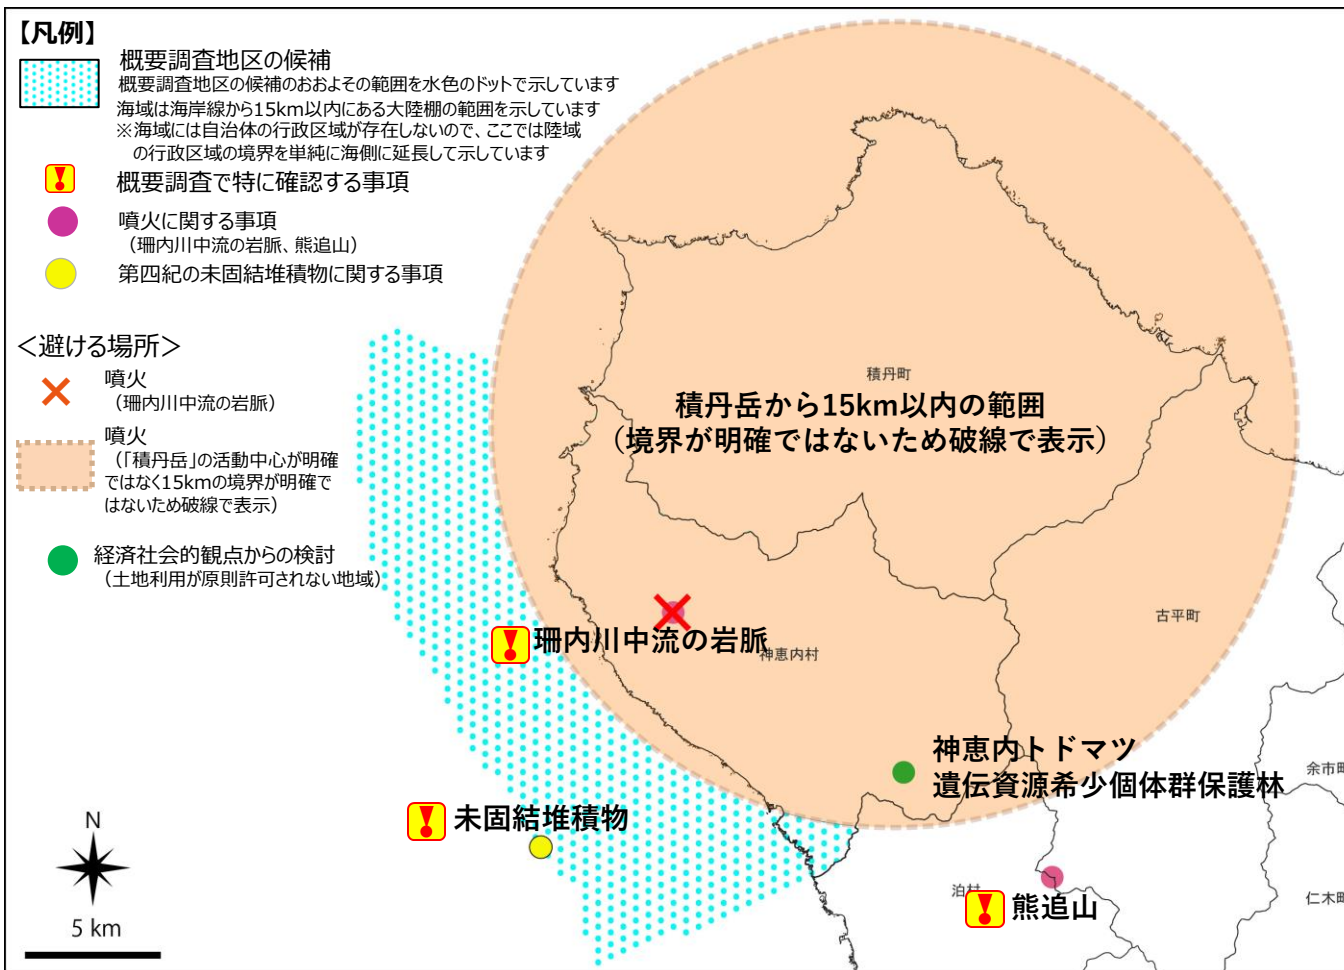 【凡例】
概要調査地区の候補
概要調査地区の候補のおおよその範囲を水色のドットで示しています
海域は海岸線から15km以内にある大陸棚の範囲を示しています
※海域には自治体の行政区域が存在しないので、ここでは陸域
の行政区域の境界を単純に海側に延長して示しています
概要調査で特に確認する事項
噴火に関する事項
（珊内川中流の岩脈、熊追山）
第四紀の未固結堆積物に関する事項
＜避ける場所＞
噴火
（珊内川中流の岩脈）
噴火
（「積丹岳」の活動中心が明確
ではなく15kmの境界が明確で
はないため破線で表示）
経済社会的観点からの検討
（土地利用が原則許可されない地域）
積丹町
積丹岳から15km以内の範囲
（境界が明確ではないため破線で表示）
古平町
珊内川中流の岩脈
神恵内村
神恵内トドマツ
遺伝資源希少個体群保護林
余市町
未固結堆積物
泊村
熊追山
仁木町
N
5 km